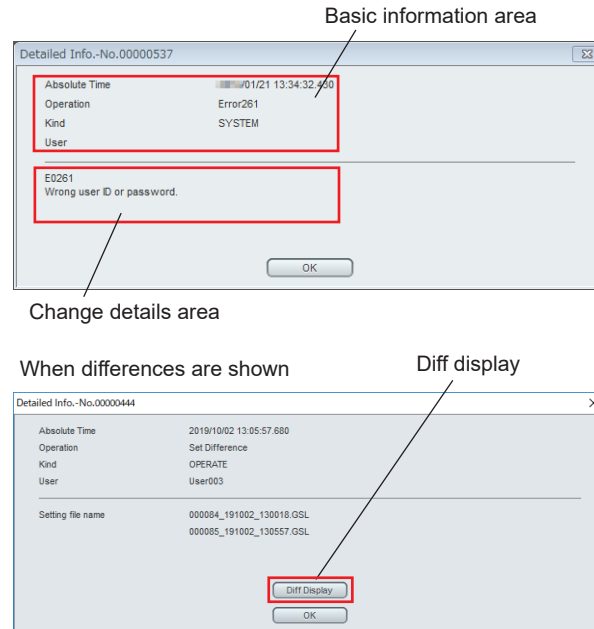 Basic information area
Detailed Info.-No.00000537
Absolute Time /01/21 13:34:32.430
Operation Error261
Kind SYSTEM
User
E0261
Wrong user ID or password.
OK
Change details area
When differences are shown
Diff display
Detailed Info.-No.00000444
Absolute Time 2019/10/02 13:05:57.680
Operation Set Difference
Kind OPERATE
User User003
Setting file name 000084_191002_130018.GSL
000085_191002_130557.GSL
Diff Display
OK